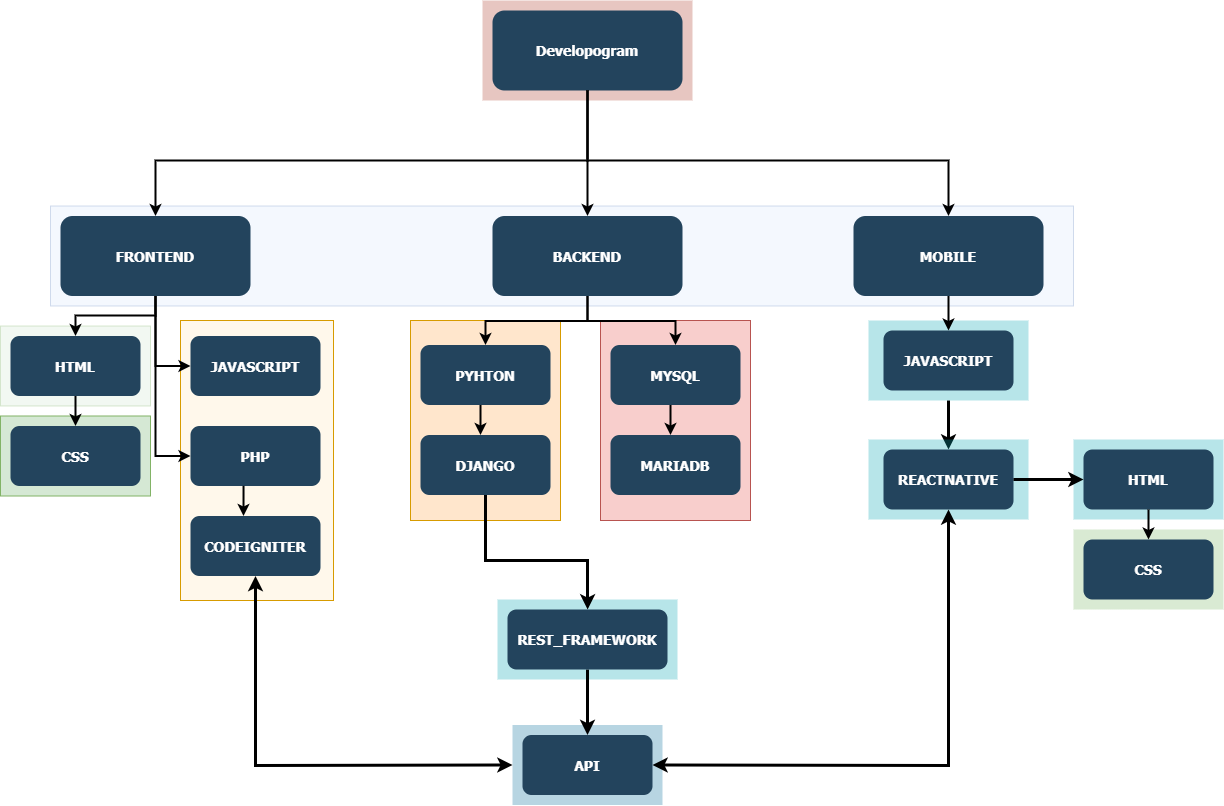 Developogram
FRONTEND
BACKEND
MOBILE
HTML
JAVASCRIPT
PYHTON
MYSQL
JAVASCRIPT
CSS
PHP
DJANGO
MARIADB
REACTNATIVE
HTML
CODEIGNITER
CSS
REST_FRAMEWORK
API